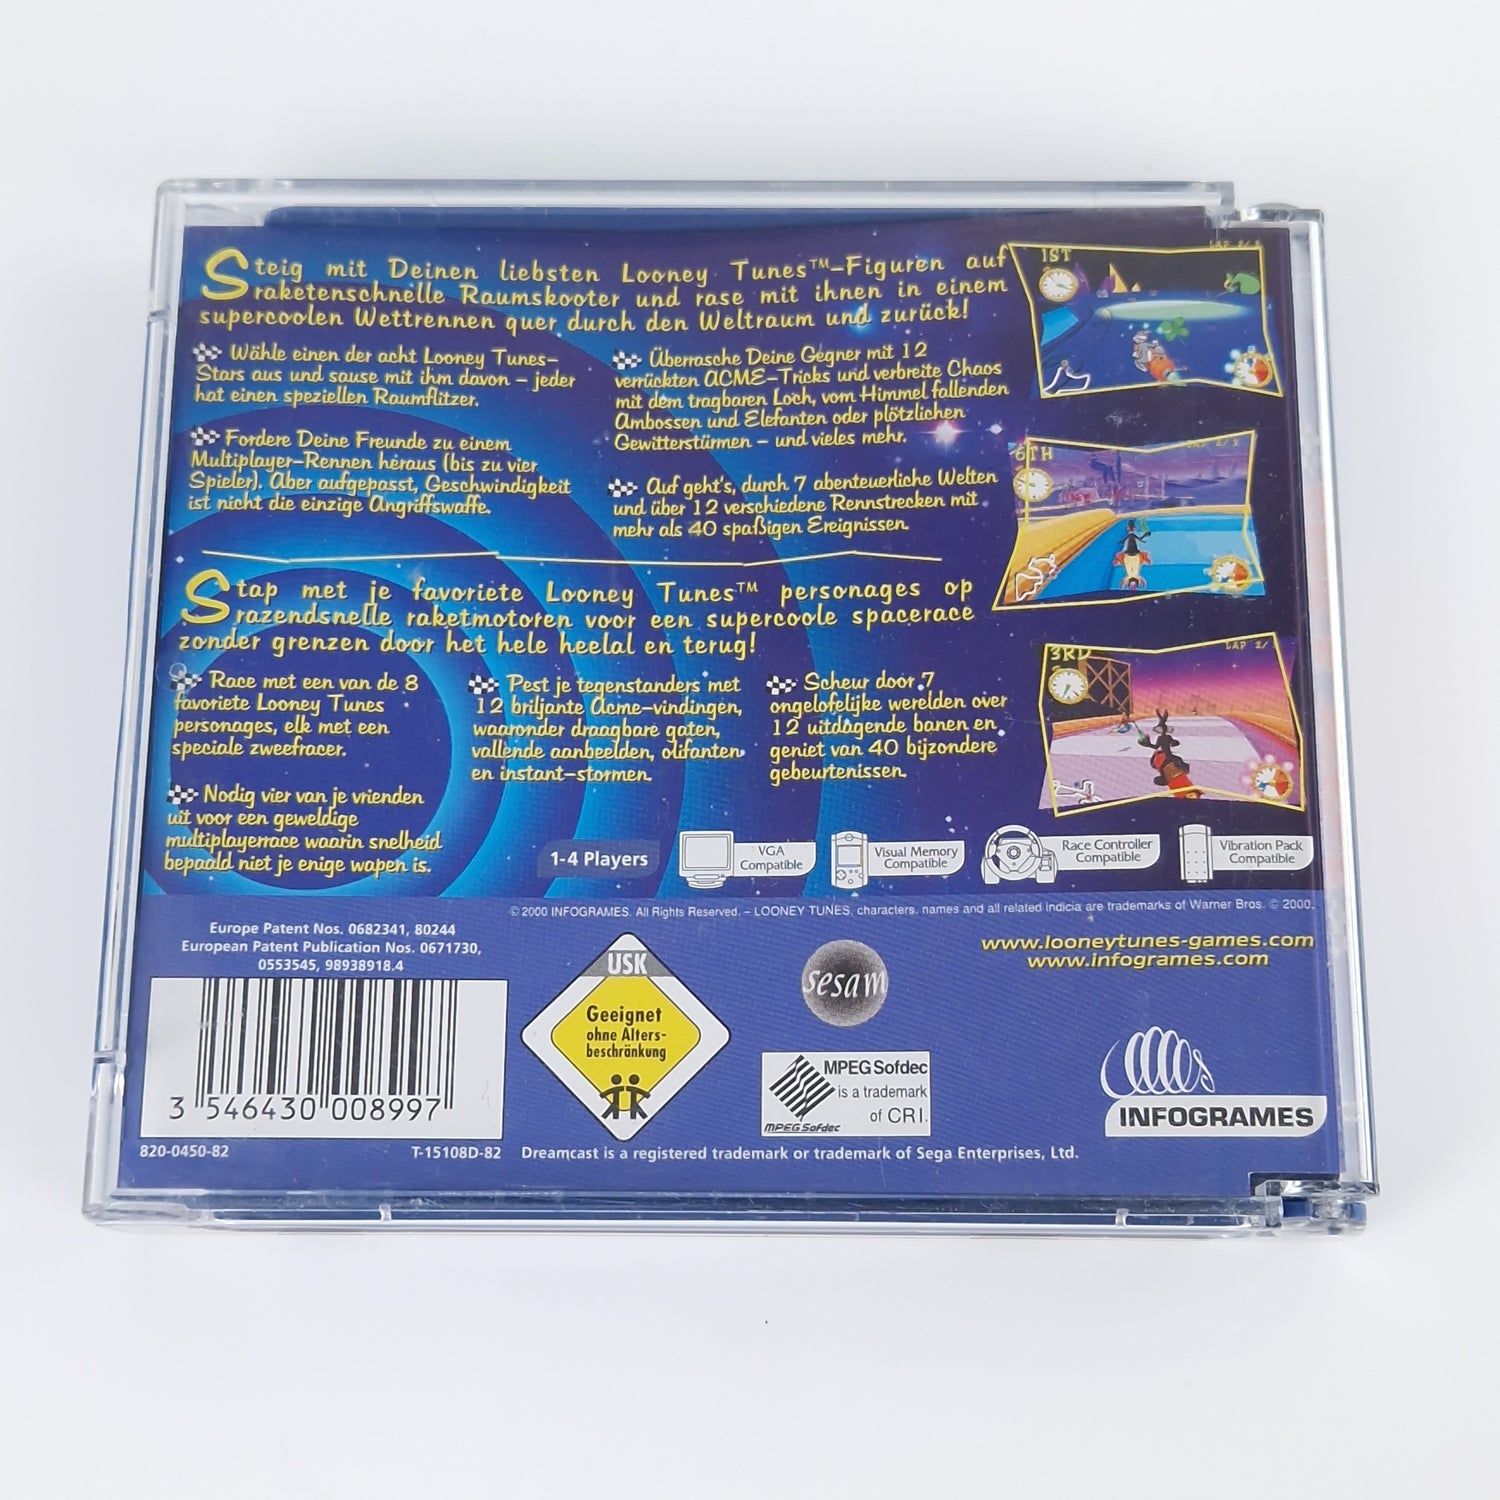 Steig mit Deinen liebsten Looney Tunes™-Figuren auf
raketenschnelle Raumskooter und rase mit ihnen in einem
supercoolen Wettrennen quer durch den Weltraum und zurück!
Wähle einen der acht Looney Tunes-
Stars aus und sause mit ihm davon – jeder
hat einen speziellen Raumflitzer.
Fordere Deine Freunde zu einem
Multiplayer-Rennen heraus (bis zu vier
Spieler). Aber aufgepasst, Geschwindigkeit
ist nicht die einzige Angriffswaffe.
Überrasche Deine Gegner mit 12
verrückten ACME-Tricks und verbreite Chaos
mit dem tragbaren Loch, vom Himmel fallenden
Ambossen und Elefanten oder plötzlichen
Gewitterstürmen – und vieles mehr.
Auf geht's, durch 7 abenteuerliche Welten
und über 12 verschiedene Rennstrecken mit
mehr als 40 spaßigen Ereignissen.
Stap met je favoriete Looney Tunes™ personages op
razendsnelle raketmotoren voor een supercoole spacerace
zonder grenzen door het hele heelal en terug!
Race met een van de 8
favoriete Looney Tunes
personages, elk met een
speciale zweefracer.
Nodig vier van je vrienden
uit voor een geweldige
multiplayerrace waarin snelheid
bepaald niet je enige wapen is.
Pest je tegenstanders met
12 briljante Acme-vindingen,
waaronder draagbare gaten,
vallende aanbeelden, olifanten
en instant-stormen.
Scheur door 7
ongelofelijke werelden over
12 uitdagende banen en
geniet van 40 bijzondere
gebeurtenissen.
1ST
6TH
3RD
LAP
1-4 Players
VGA
Compatible
Visual Memory
Compatible
Race Controller
Compatible
Vibration Pack
Compatible
© 2000 INFOGRAMES. All Rights Reserved. – LOONEY TUNES, characters, names and all related indicia are trademarks of Warner Bros. © 2000.
Europe Patent Nos. 0682341, 80244
European Patent Publication Nos. 0671730,
0553545, 98938918.4
3 546430 008997
820-0450-82
T-15108D-82
USK
Geeignet
ohne Alters-
beschränkung
sesam
MPEG Sofdec
is a trademark
of CRI.
MPEG Sofdec
www.looneytunes-games.com
www.infogrames.com
INFOGRAMES
Dreamcast is a registered trademark or trademark of Sega Enterprises, Ltd.